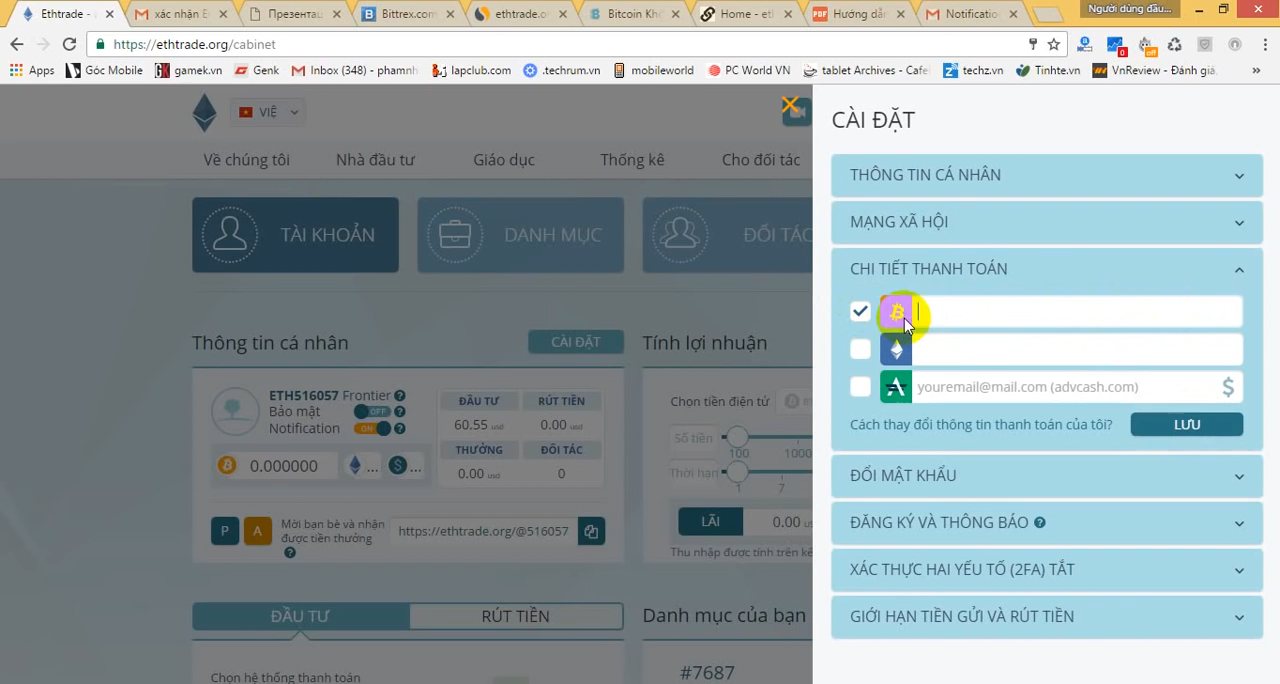 Ethtrade -
xác nhận E
Презентац
Bittrex.com
ethtrade.o
Bitcoin Khố
Home - etl
Hướng dẫn
Notificatio
Người dùng đầu...
https://ethtrade.org/cabinet
0
off
Apps
Góc Mobile
gamek.vn
Genk
Inbox (348) - phamnh
lapclub.com
.techrum.vn
mobileworld
PC World VN
tablet Archives - Cafe
techz.vn
Tinhte.vn
VnReview - Đánh giá
»
VIỆ
Về chúng tôi
Nhà đầu tư
Giáo dục
Thống kê
Cho đối tác
TÀI KHOẢN
DANH MỤC
ĐỐI TÁC
Thông tin cá nhân
CÀI ĐẶT
Tính lợi nhuận
ETH516057 Frontier
Bảo mật OFF
Notification ON
0.000000
...
...
ĐẦU TƯ
RÚT TIỀN
60.55 usd
0.00 usd
THƯỞNG
ĐỐI TÁC
0.00 usd
0
P
A
Mời bạn bè và nhận
được tiền thưởng
https://ethtrade.org/@516057
Chọn tiền điện tử
Số tiền
100
1000
Thời hạn
1
7
LÃI
0.00
Thu nhập được tính trên kế
ĐẦU TƯ
RÚT TIỀN
Danh mục của bạn
Chọn hệ thống thanh toán
#7687
CÀI ĐẶT
THÔNG TIN CÁ NHÂN
MẠNG XÃ HỘI
CHI TIẾT THANH TOÁN
youremail@mail.com (advcash.com)
$
Cách thay đổi thông tin thanh toán của tôi?
LƯU
ĐỔI MẬT KHẨU
ĐĂNG KÝ VÀ THÔNG BÁO
XÁC THỰC HAI YẾU TỐ (2FA) TẮT
GIỚI HẠN TIỀN GỬI VÀ RÚT TIỀN